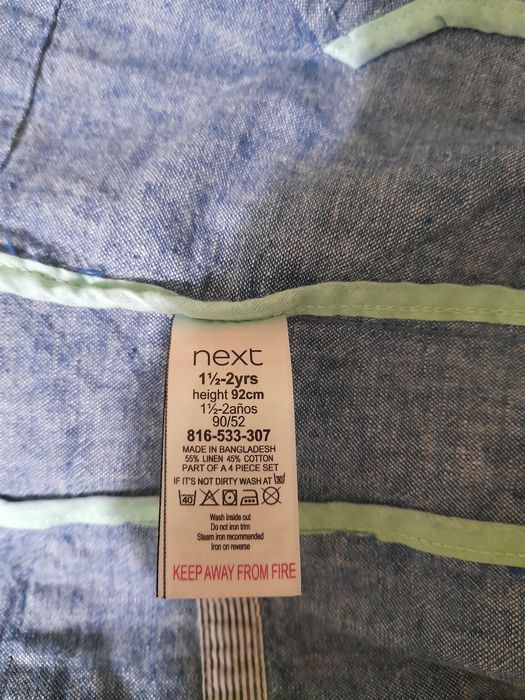 next
1½-2yrs
height 92cm
1½-2años
90/52
816-533-307
MADE IN BANGLADESH
55% LINEN 45% COTTON
PART OF A 4 PIECE SET
IF IT'S NOT DIRTY WASH AT 30
40
Wash inside out
Do not iron trim
Steam iron recommended
Iron on reverse
KEEP AWAY FROM FIRE